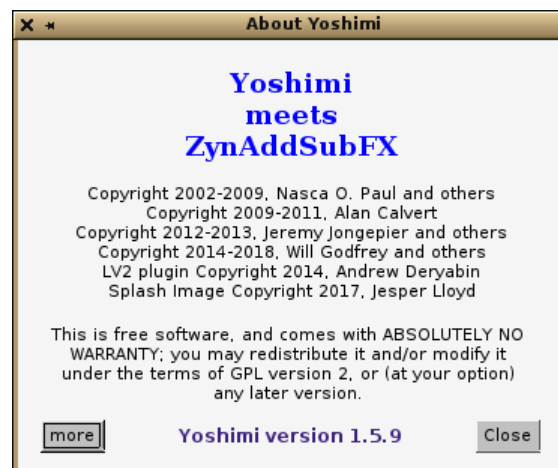 About Yoshimi
Yoshimi
meets
ZynAddSubFX
Copyright 2002-2009, Nasca O. Paul and others
Copyright 2009-2011, Alan Calvert
Copyright 2012-2013, Jeremy Jongepier and others
Copyright 2014-2018, Will Godfrey and others
LV2 plugin Copyright 2014, Andrew Deryabin
Splash Image Copyright 2017, Jesper Lloyd
This is free software, and comes with ABSOLUTELY NO
WARRANTY; you may redistribute it and/or modify it
under the terms of GPL version 2, or (at your option)
any later version.
more
Yoshimi version 1.5.9
Close